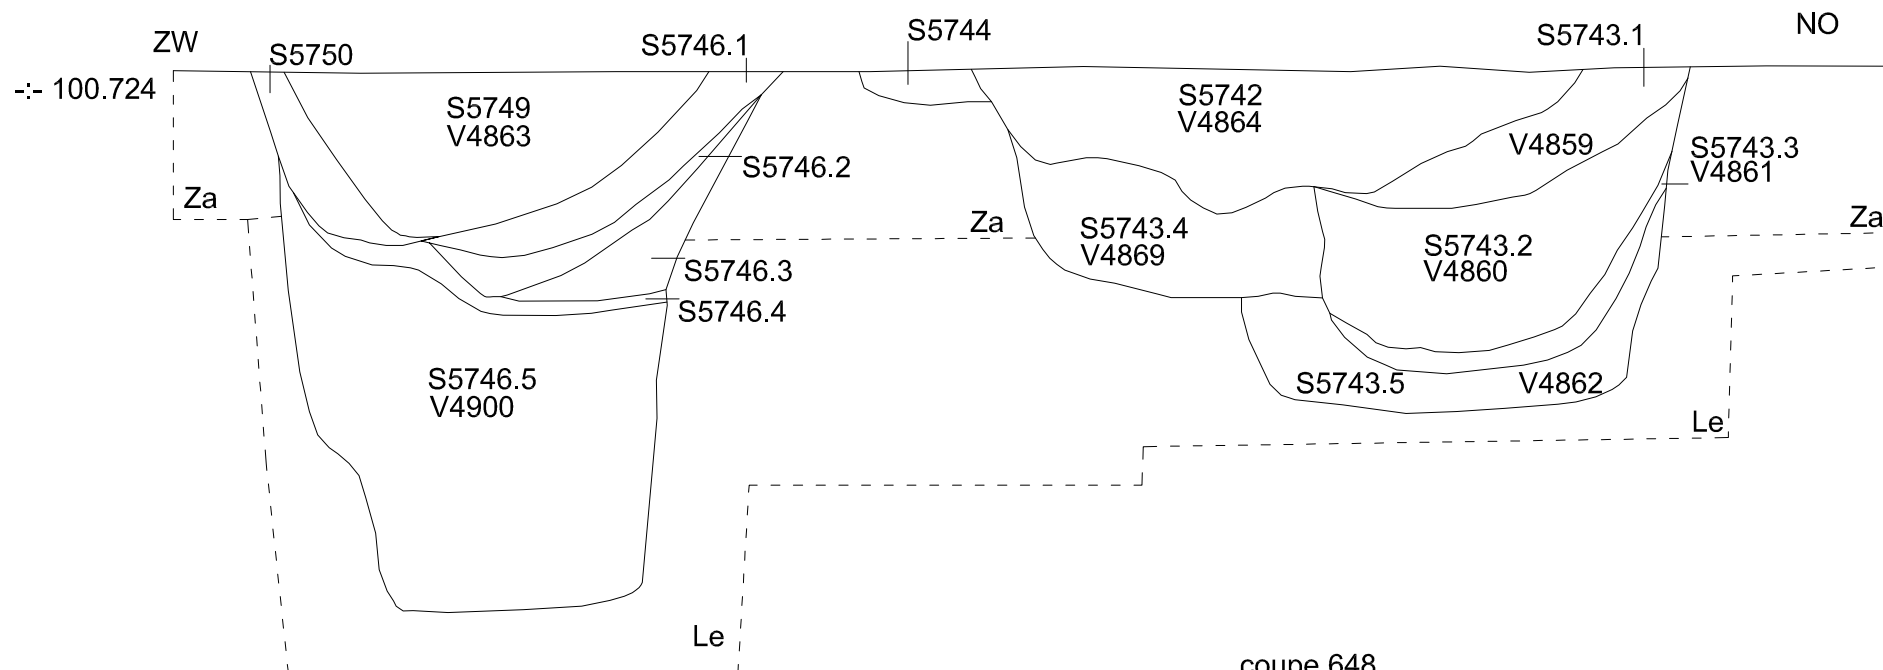 ZW
NO
S5750
S5746.1
S5744
S5743.1
-:- 100.724
S5749
V4863
S5742
V4864
V4859
S5743.3
V4861
S5746.2
Za
Za
Za
S5743.4
V4869
S5743.2
V4860
S5746.3
S5746.4
S5746.5
V4900
S5743.5
V4862
Le
Le
coupe 648